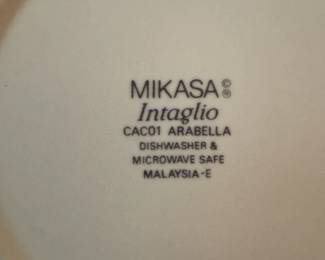 MIKASA©®
Intaglio
CAC01 ARABELLA
DISHWASHER &
MICROWAVE SAFE
MALAYSIA-E